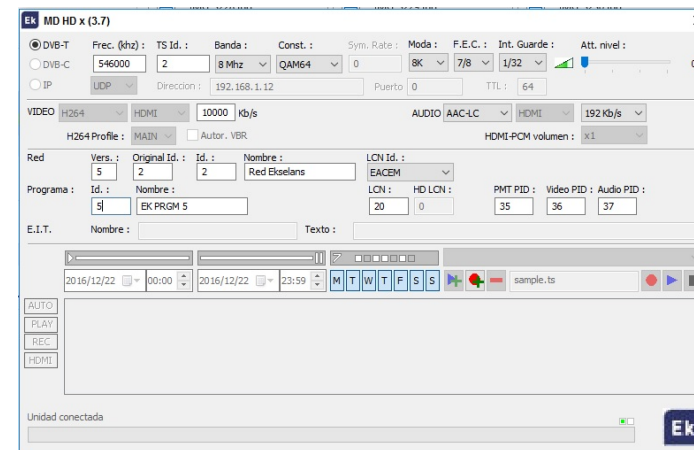 Ek MD HD x (3.7)
DVB-T Frec. (khz) : TS Id. : Banda : Const. : Sym. Rate : Moda : F.E.C. : Int. Guarde : Att. nivel :
DVB-C 546000 2 8 Mhz QAM64 0 8K 7/8 1/32
IP UDP Direccion : 192.168.1.12 Puerto 0 TTL : 64
VIDEO H264 HDMI 10000 Kb/s AUDIO AAC-LC HDMI 192 Kb/s
H264 Profile : MAIN Autor. VBR HDMI-PCM volumen : x1
Red Vers. : Original Id. : Id. : Nombre : LCN Id. :
5 2 2 Red Ekselans EACEM
Programa : Id. : Nombre : LCN : HD LCN : PMT PID : Video PID : Audio PID :
5 EK PRGM 5 20 0 35 36 37
E.I.T. Nombre : Texto :
2016/12/22 00:00 2016/12/22 23:59 M T W T F S S sample.ts
AUTO
PLAY
REC
HDMI
Unidad conectada
Ek